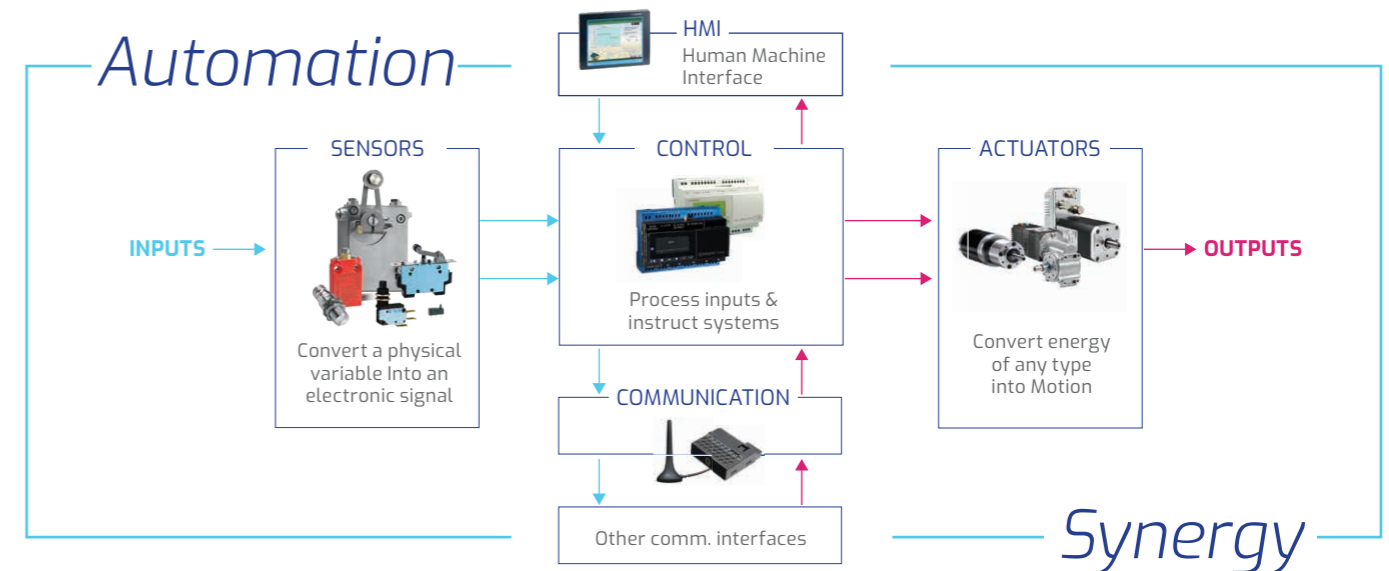 Automation
HMI
Human Machine
Interface
SENSORS
CONTROL
ACTUATORS
INPUTS
OUTPUTS
Process inputs &
instruct systems
Convert a physical
variable Into an
electronic signal
Convert energy
of any type
into Motion
COMMUNICATION
Other comm. interfaces
Synergy